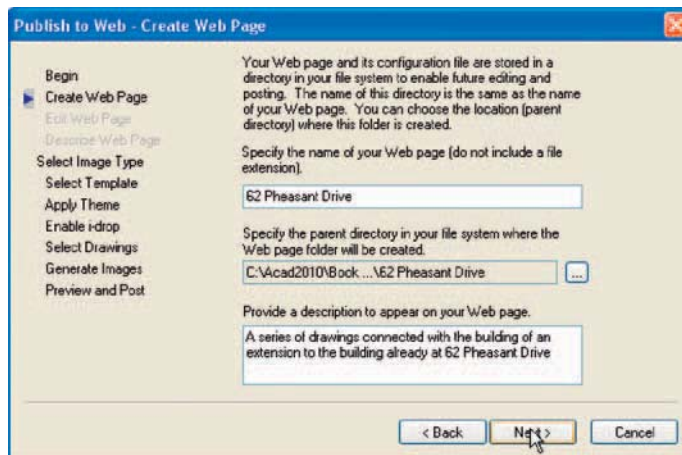 Publish to Web - Create Web Page
Begin
Create Web Page
Edit Web Page
Describe Web Page
Select Image Type
Select Template
Apply Theme
Enable i-drop
Select Drawings
Generate Images
Preview and Post
Your Web page and its configuration file are stored in a
directory in your file system to enable future editing and
posting. The name of this directory is the same as the name
of your Web page. You can choose the location (parent
directory) where this folder is created.
Specify the name of your Web page (do not include a file
extension).
62 Pheasant Drive
Specify the parent directory in your file system where the
Web page folder will be created.
C:\Acad2010\Book ...\62 Pheasant Drive
...
Provide a description to appear on your Web page.
A series of drawings connected with the building of an
extension to the building already at 62 Pheasant Drive
< Back
Next >
Cancel